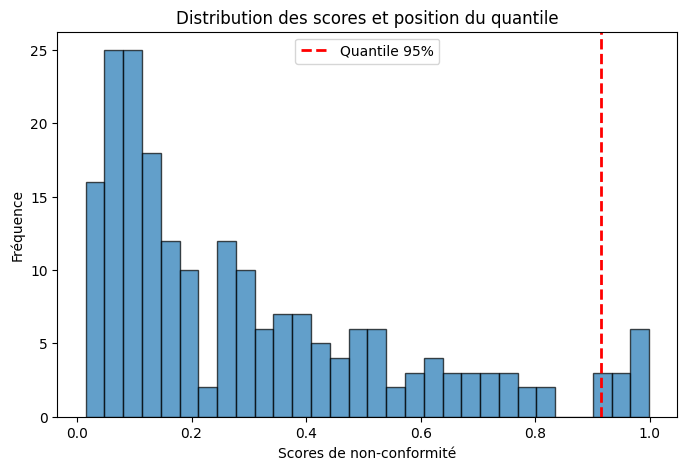 Distribution des scores et position du quantile
Quantile 95%
Fréquence
25
20
15
10
5
0
0.0 0.2 0.4 0.6 0.8 1.0
Scores de non-conformité